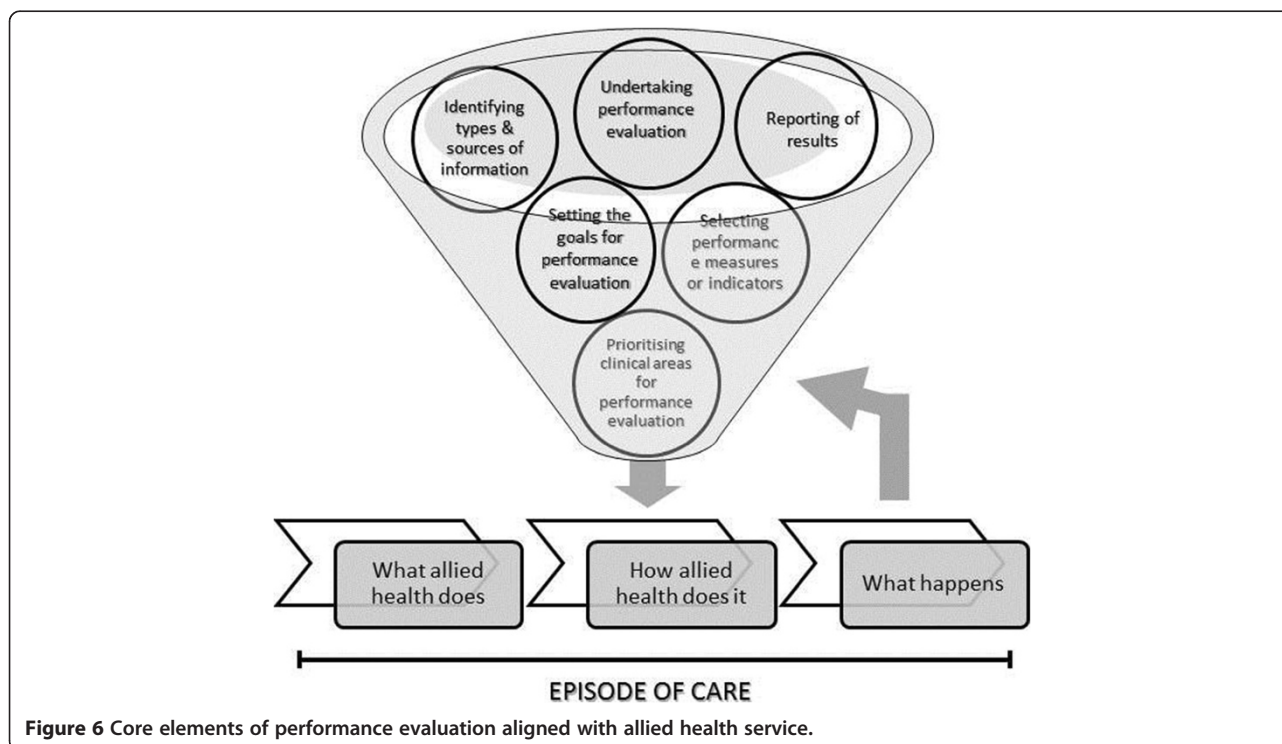 Identifying
types &
sources of
information
Undertaking
performance
evaluation
Reporting of
results
Setting the
goals for
performance
evaluation
Selecting
performanc
e measures
or indicators
Prioritising
clinical areas
for
performance
evaluation
What allied
health does
How allied
health does it
What happens
EPISODE OF CARE
Figure 6 Core elements of performance evaluation aligned with allied health service.